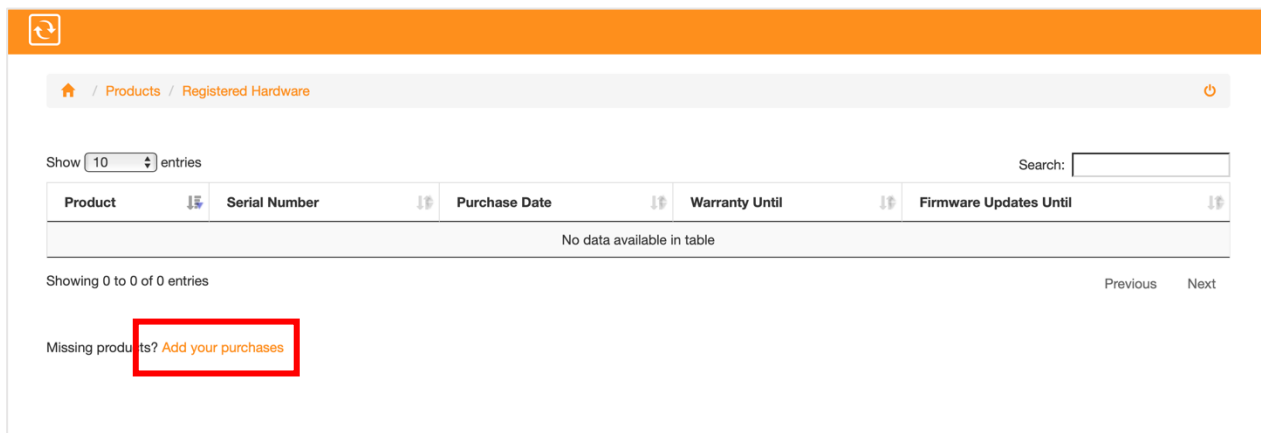 / Products / Registered Hardware
Show 10 entries
Search:
Product Serial Number Purchase Date Warranty Until Firmware Updates Until
No data available in table
Showing 0 to 0 of 0 entries
Previous Next
Missing products? Add your purchases